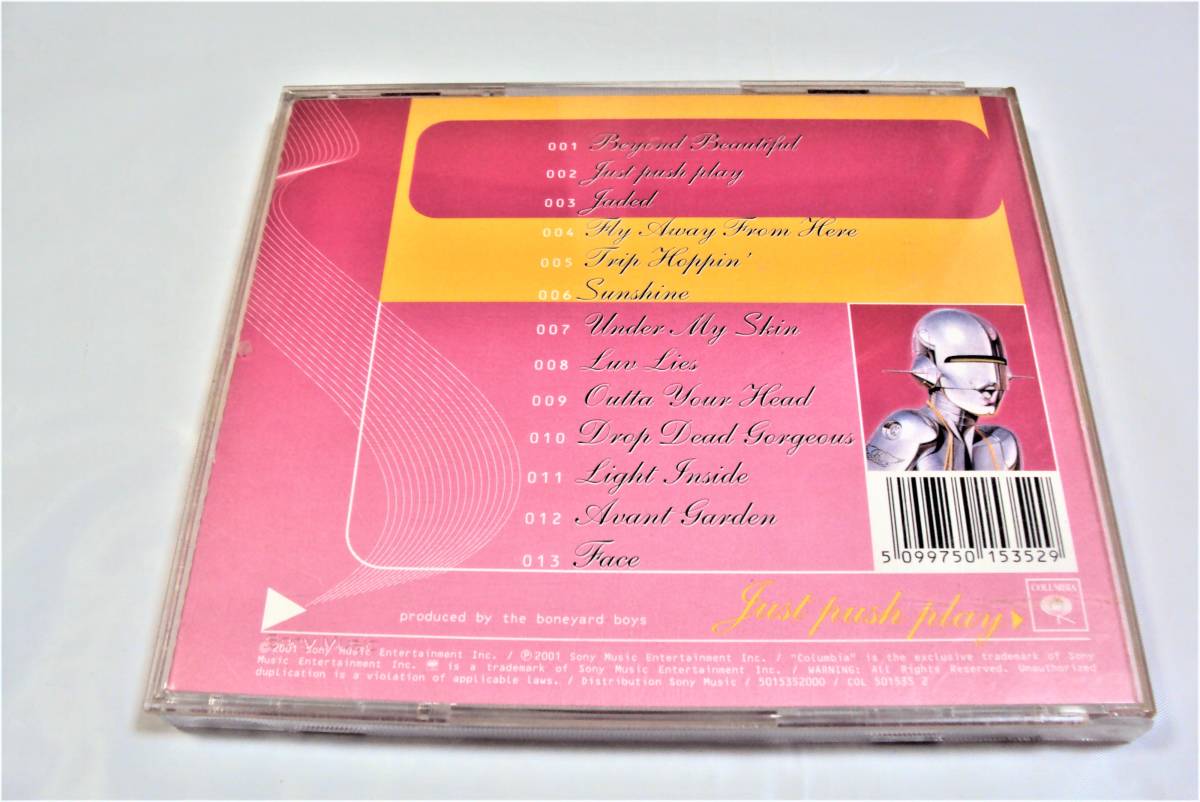 001 Beyond Beautiful
002 Just push play
003 Jaded
004 Fly Away From Here
005 Trip Hoppin'
006 Sunshine
007 Under My Skin
008 Luv Lies
009 Outta Your Head
010 Drop Dead Gorgeous
011 Light Inside
012 Avant Garden
013 Face
5 099750 153529
produced by the boneyard boys
Just push play
COLUMBIA
©2001 Sony Music Entertainment Inc. / ℗2001 Sony Music Entertainment Inc. / "Columbia" is the exclusive trademark of Sony
Music Entertainment Inc. is a trademark of Sony Music Entertainment Inc. / WARNING: All Rights Reserved. Unauthorized
duplication is a violation of applicable laws. / Distribution Sony Music / 5015352000 / COL 501535 2